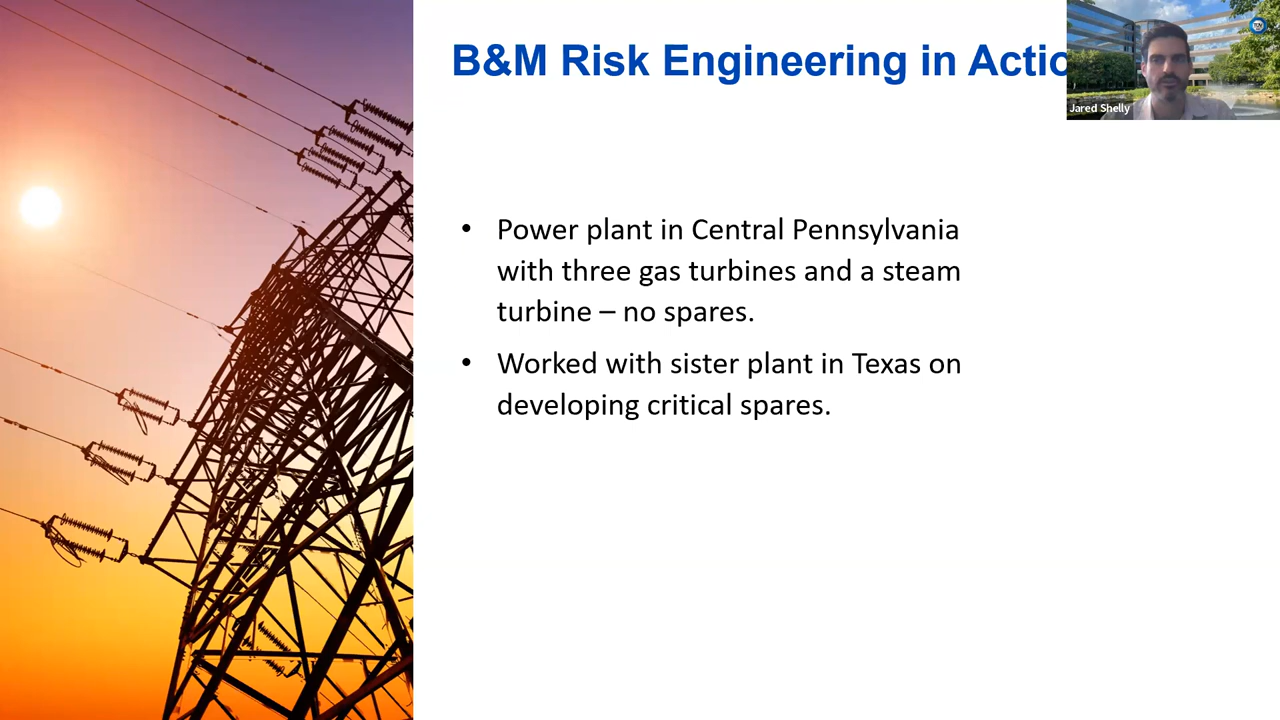 B&M Risk Engineering in Actio
Jared Shelly
• Power plant in Central Pennsylvania
with three gas turbines and a steam
turbine – no spares.
• Worked with sister plant in Texas on
developing critical spares.